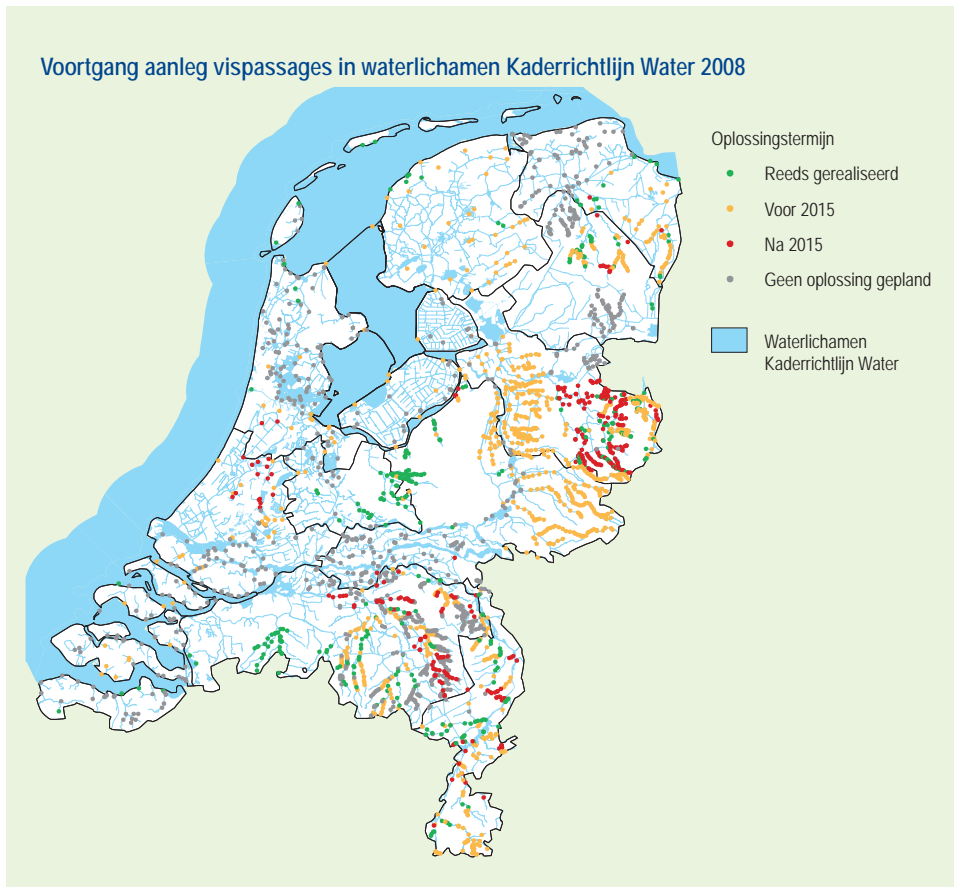 Voortgang aanleg vispassages in waterlichamen Kaderrichtlijn Water 2008
Oplossingstermijn
Reeds gerealiseerd
Voor 2015
Na 2015
Geen oplossing gepland
Waterlichamen
Kaderrichtlijn Water